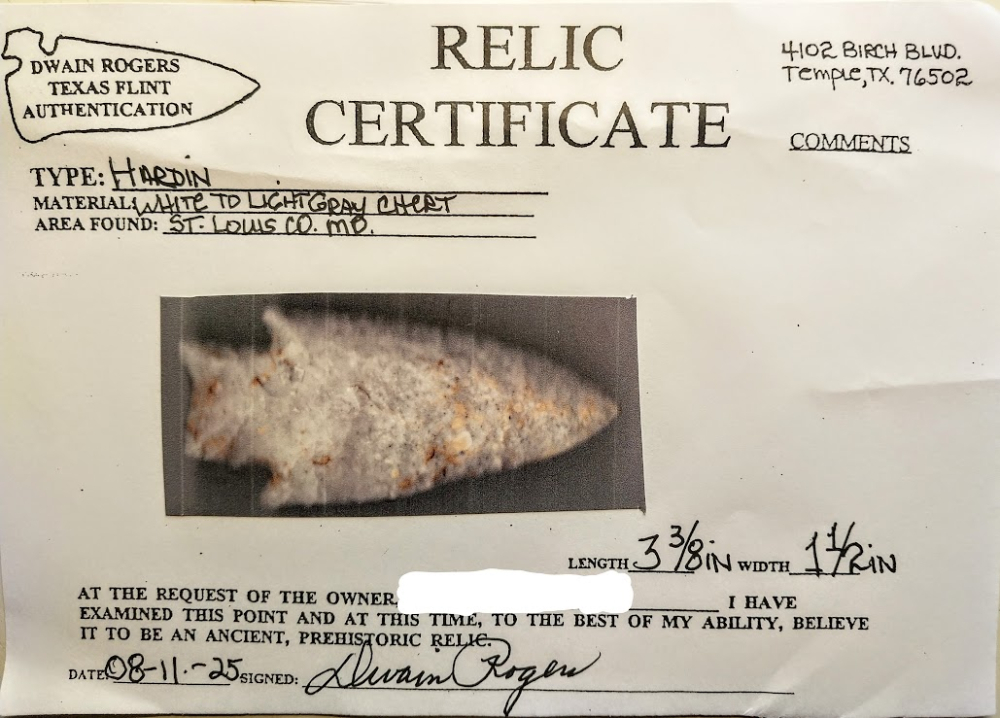 DWAIN ROGERS
TEXAS FLINT
AUTHENTICATION
RELIC
CERTIFICATE
4102 BIRCH BLVD.
Temple, TX. 76502
COMMENTS
TYPE: HARDIN
MATERIAL: WHITE TO LIGHT GRAY CHERT
AREA FOUND: ST. LOUIS CO. MO.
LENGTH 3 3/8 IN WIDTH 1 1/2 IN
AT THE REQUEST OF THE OWNER, I HAVE
EXAMINED THIS POINT AND AT THIS TIME, TO THE BEST OF MY ABILITY, BELIEVE
IT TO BE AN ANCIENT, PREHISTORIC RELIC.
DATE 08-11-25 SIGNED: Dwain Rogers